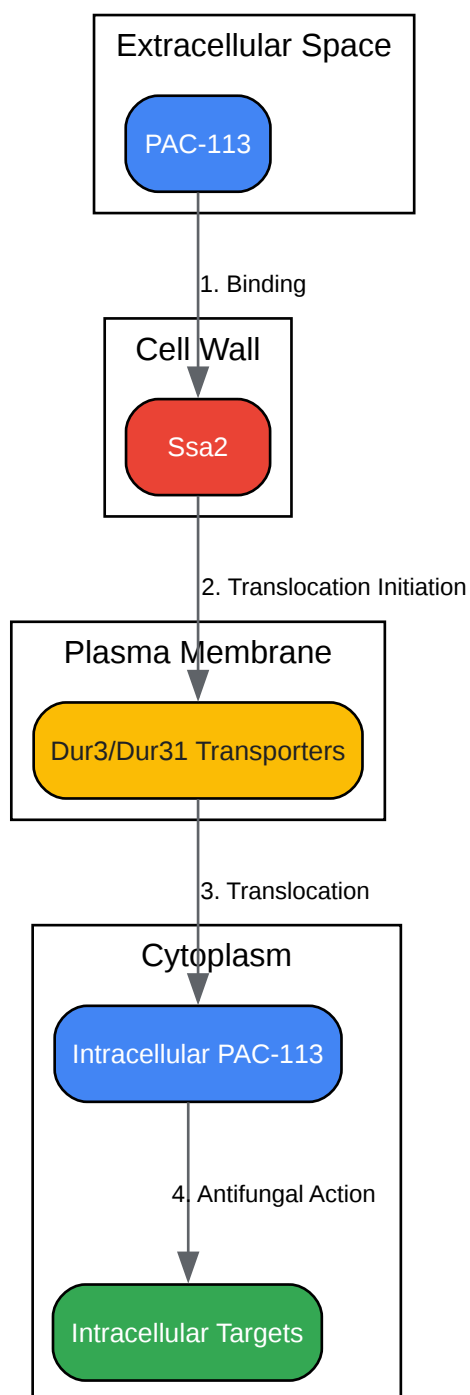 Extracellular Space
PAC-113
1. Binding
Cell Wall
Ssa2
2. Translocation Initiation
Plasma Membrane
Dur3/Dur31 Transporters
3. Translocation
Cytoplasm
Intracellular PAC-113
4. Antifungal Action
Intracellular Targets